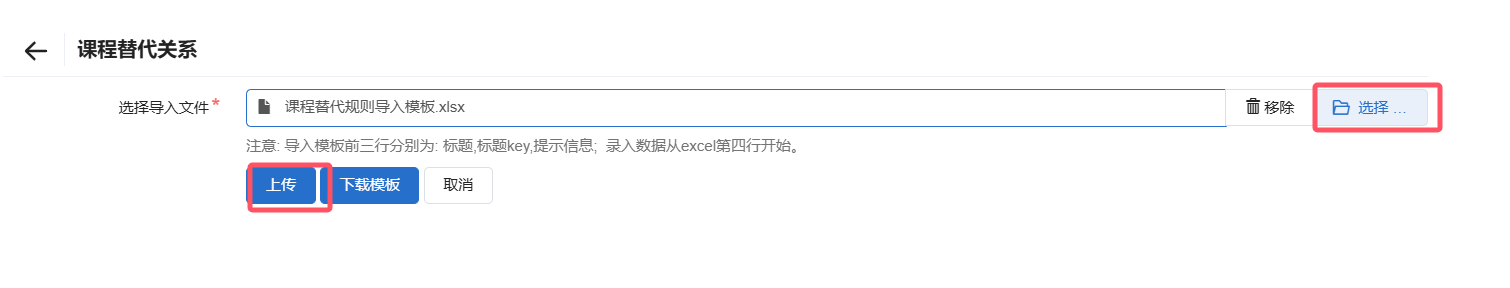 课程替代关系
选择导入文件* 课程替代规则导入模板.xlsx 移除 选择 ...
注意: 导入模板前三行分别为: 标题,标题key,提示信息; 录入数据从excel第四行开始。
上传 下载模板 取消